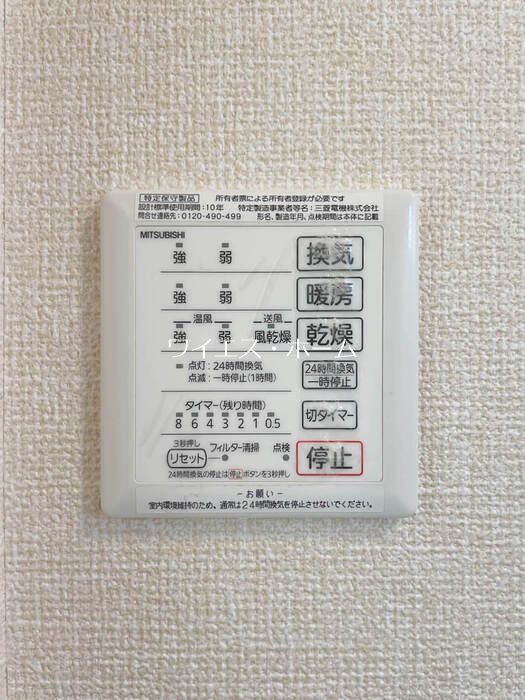 特定保守製品 所有者票による所有者登録が必要です
設計標準使用期間：10年 特定製造事業者等名：三菱電機株式会社
問合せ連絡先：0120-490-499 形名、製造年月、点検期間は本体に記載
MITSUBISHI
強 弱 換気
強 弱 暖房
温風 送風
強 弱 風乾燥 乾燥
ワイエス・ホーム
点灯：24時間換気
点滅：一時停止(1時間)
24時間換気
一時停止
タイマー(残り時間)
8 6 4 3 2 1 0.5
切タイマー
3秒押し
リセット フィルター清掃 点検
停止
24時間換気の停止は停止ボタンを3秒押し
－お願い－
室内環境維持のため、通常は24時間換気を停止させないでください。